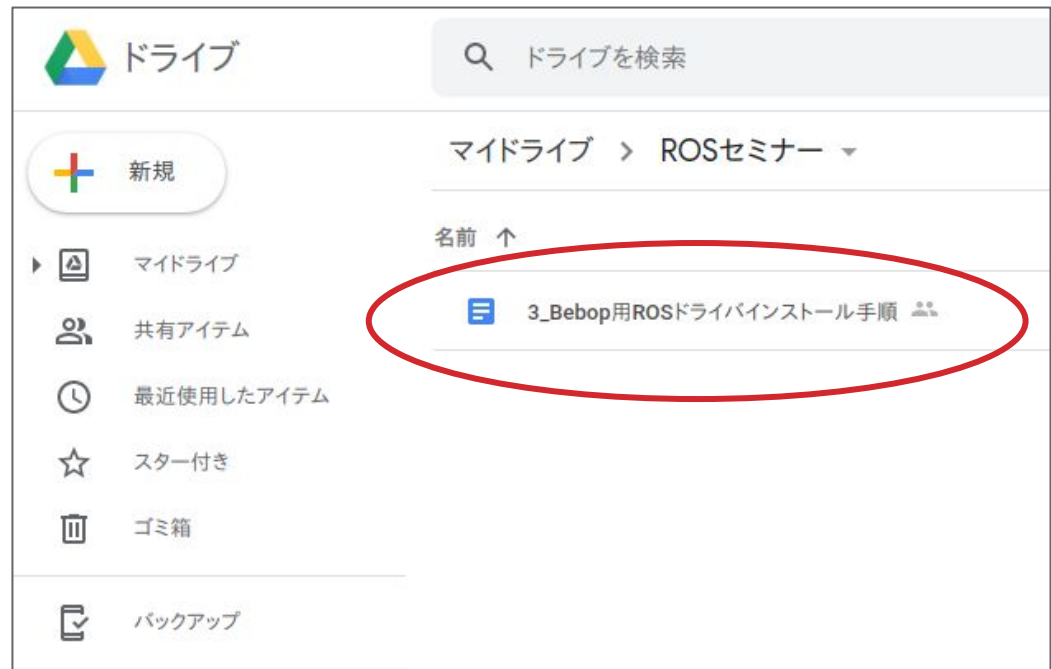 ドライブ
ドライブを検索
新規
マイドライブ
共有アイテム
最近使用したアイテム
スター付き
ゴミ箱
バックアップ
マイドライブ > ROSセミナー
名前 ↑
3_Bebop用ROSドライバインストール手順